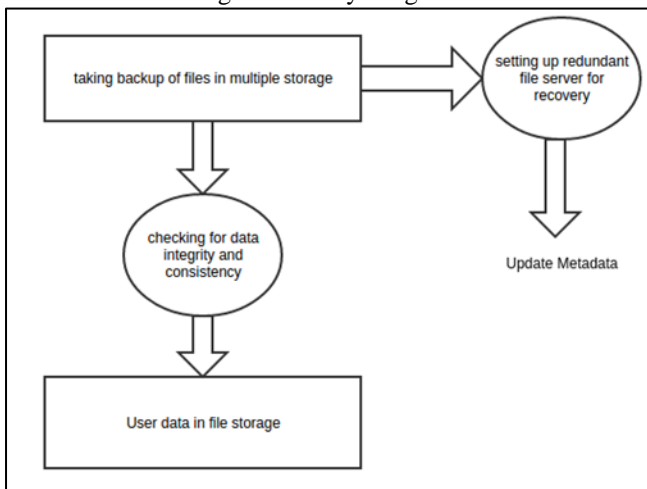 taking backup of files in multiple storage
setting up redundant
file server for
recovery
checking for data
integrity and
consistency
Update Metadata
User data in file storage